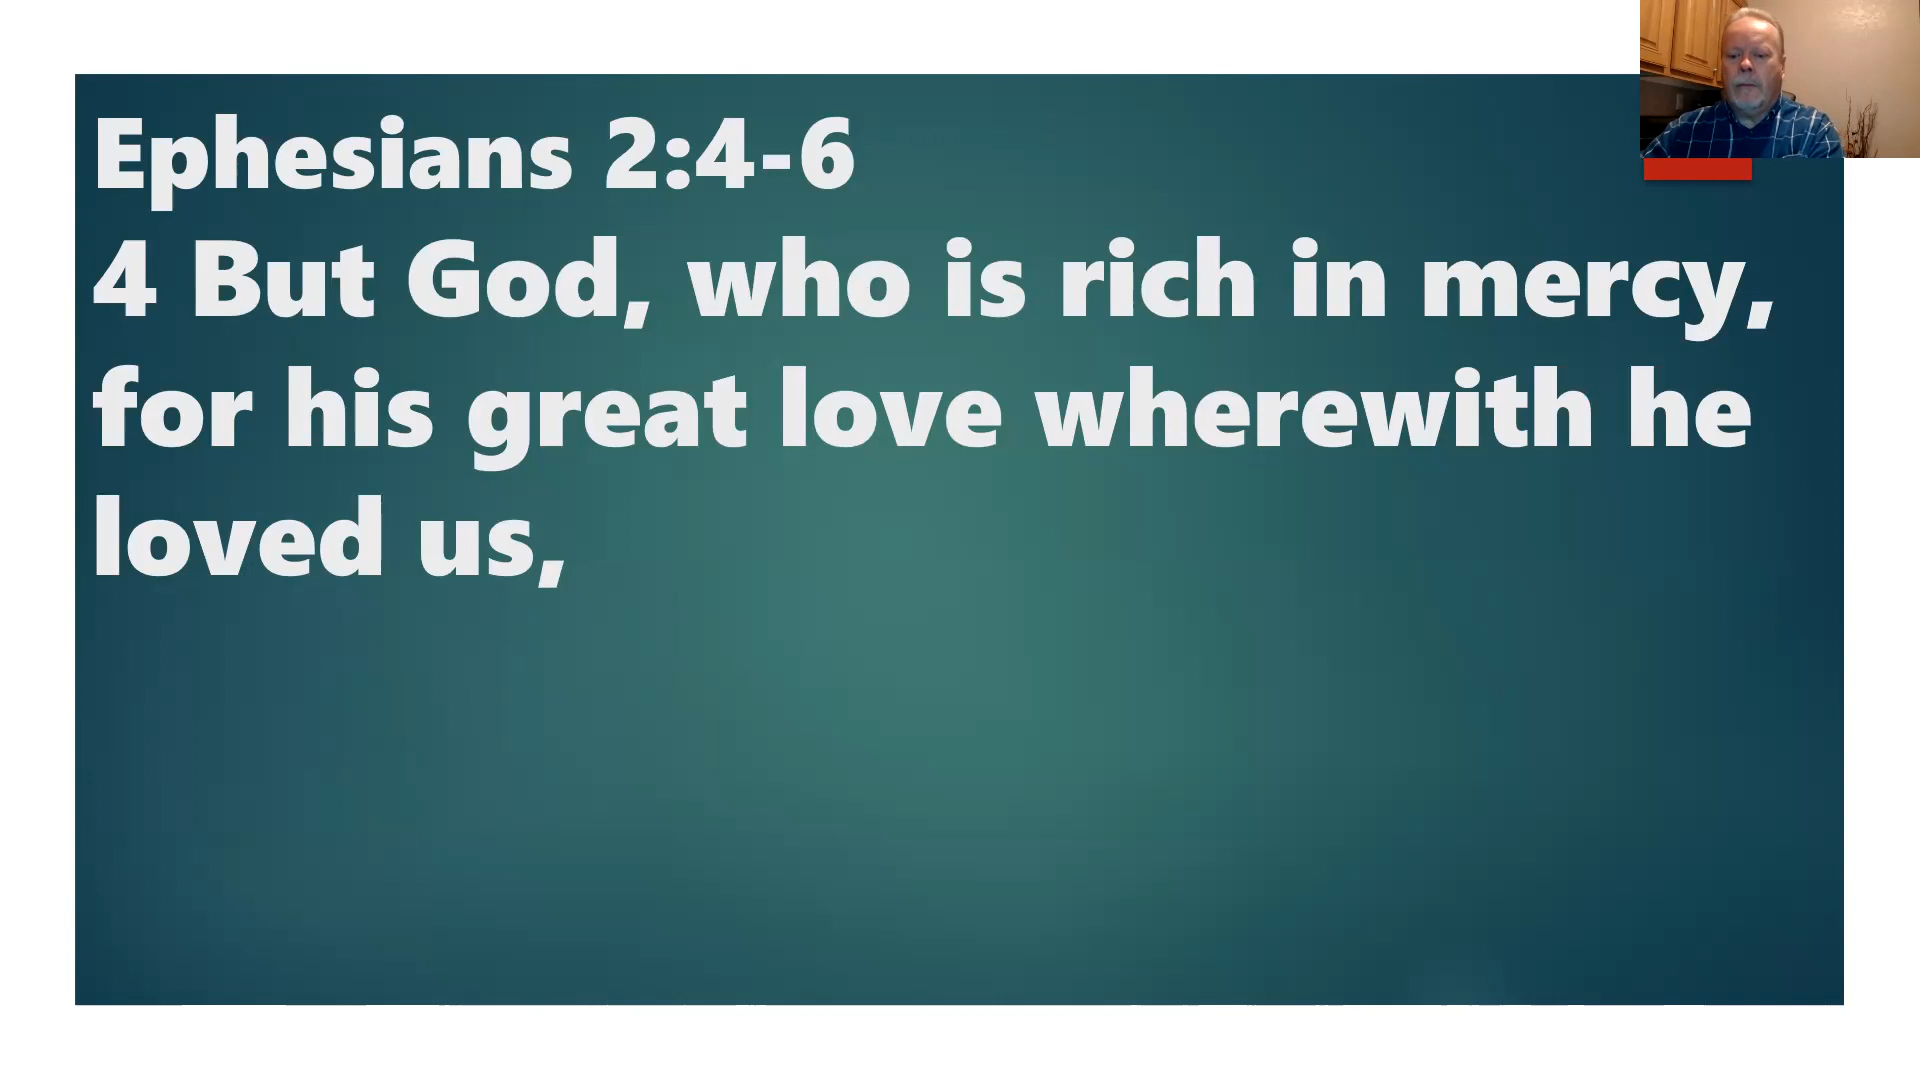 Ephesians 2:4-6
4 But God, who is rich in mercy,
for his great love wherewith he
loved us,